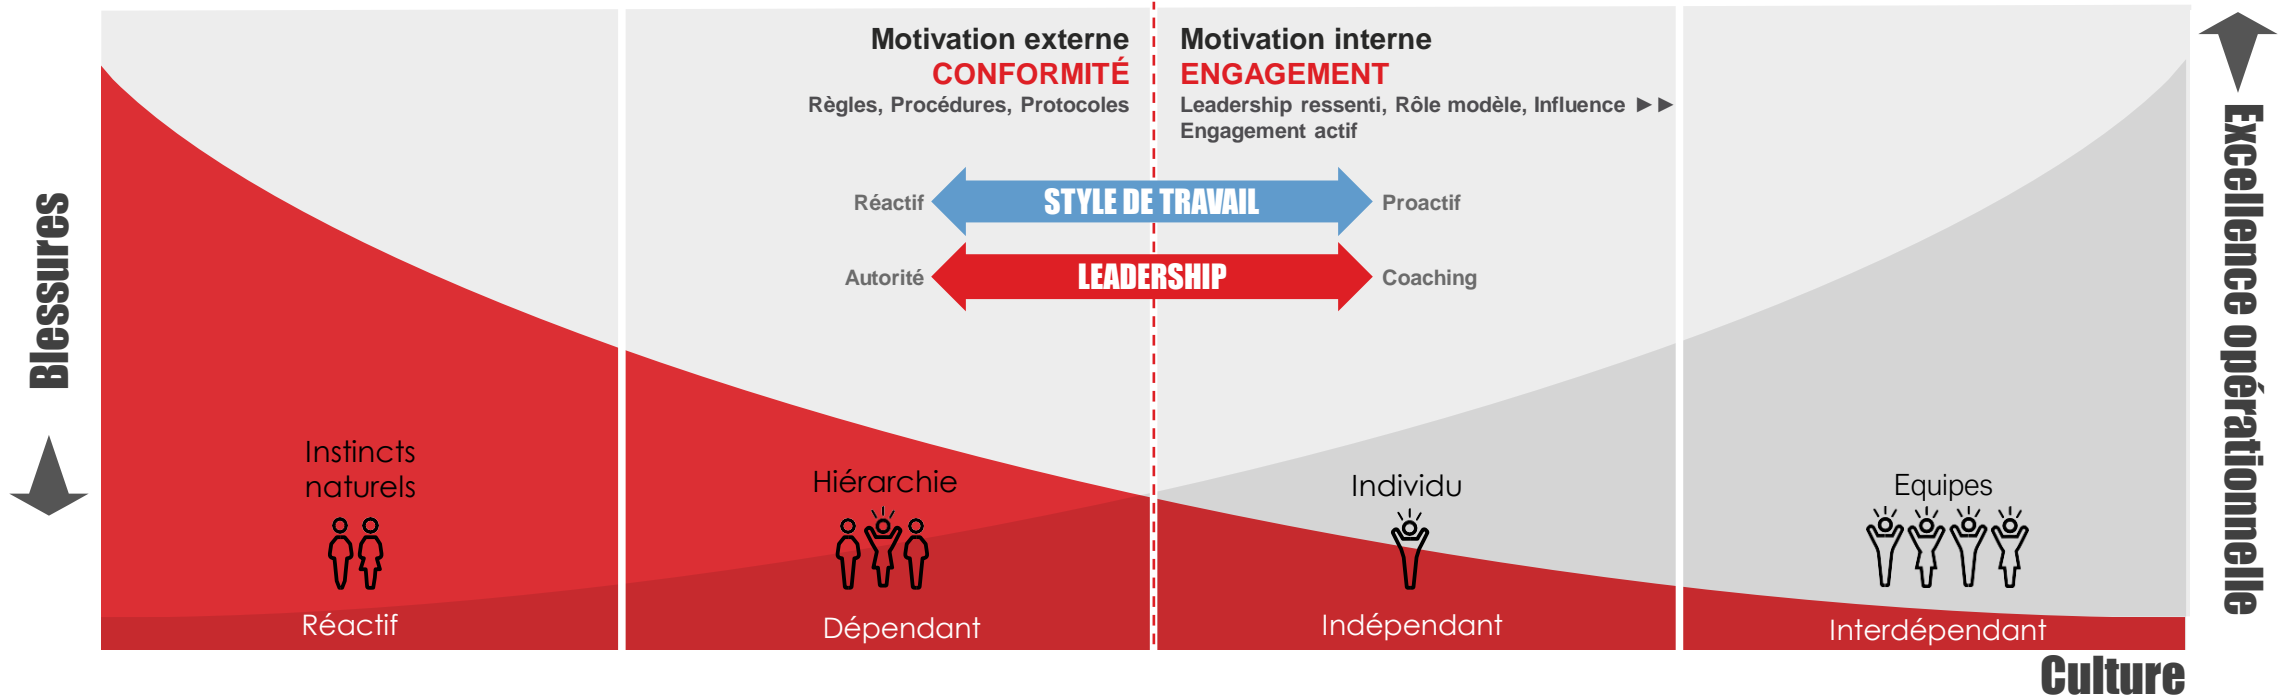 Motivation externe
CONFORMITÉ
Règles, Procédures, Protocoles
Motivation interne
ENGAGEMENT
Leadership ressenti, Rôle modèle, Influence ►►
Engagement actif
Réactif
STYLE DE TRAVAIL
Proactif
Autorité
LEADERSHIP
Coaching
Blessures
Excellence opérationnelle
Instincts
naturels
Hiérarchie
Individu
Equipes
Réactif
Dépendant
Indépendant
Interdépendant
Culture